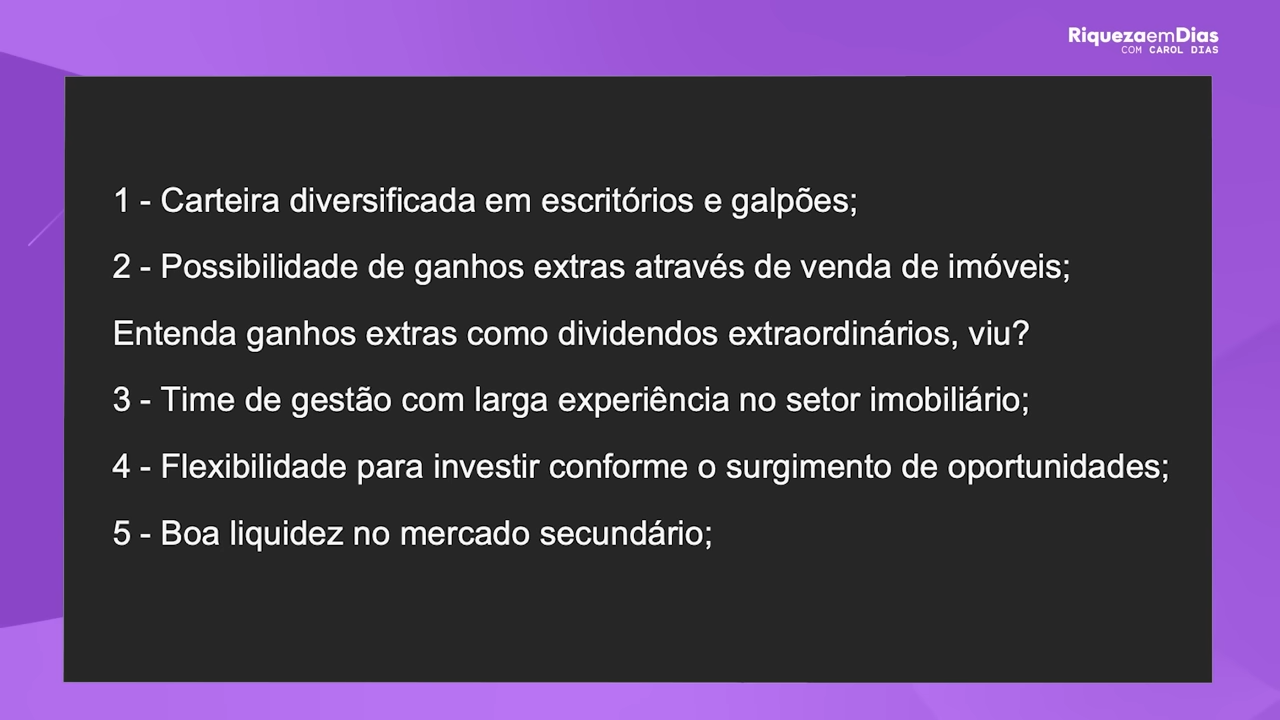 RiquezaemDias
COM CAROL DIAS
1 - Carteira diversificada em escritórios e galpões;
2 - Possibilidade de ganhos extras através de venda de imóveis;
Entenda ganhos extras como dividendos extraordinários, viu?
3 - Time de gestão com larga experiência no setor imobiliário;
4 - Flexibilidade para investir conforme o surgimento de oportunidades;
5 - Boa liquidez no mercado secundário;